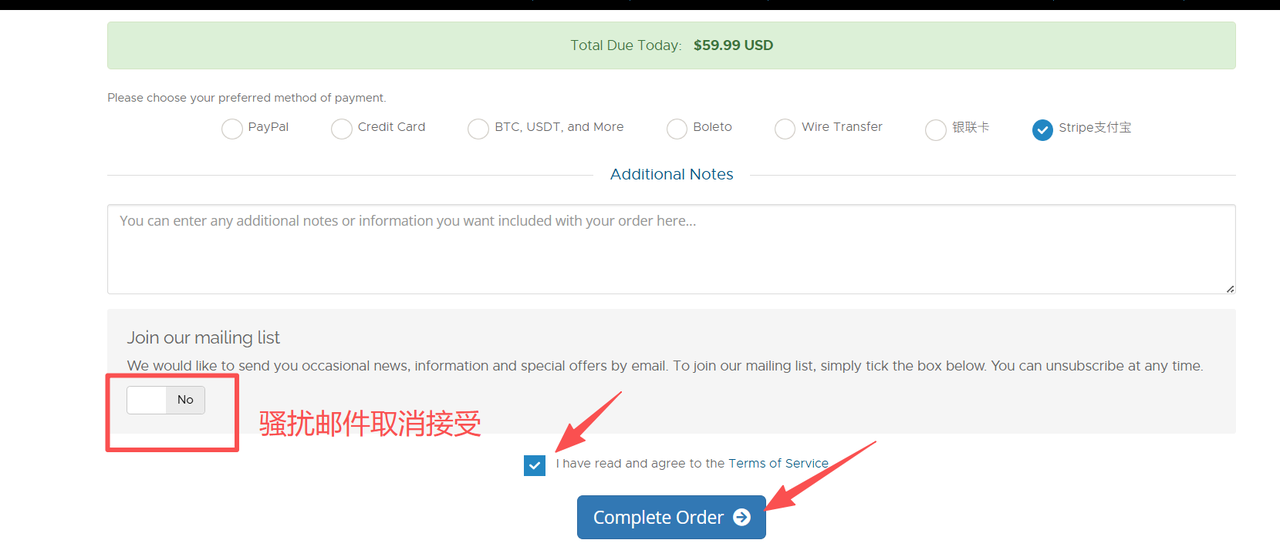 Total Due Today: $59.99 USD
Please choose your preferred method of payment.
PayPal Credit Card BTC, USDT, and More Boleto Wire Transfer 银联卡 Stripe支付宝
Additional Notes
You can enter any additional notes or information you want included with your order here...
Join our mailing list
We would like to send you occasional news, information and special offers by email. To join our mailing list, simply tick the box below. You can unsubscribe at any time.
No
骚扰邮件取消接受
I have read and agree to the Terms of Service
Complete Order